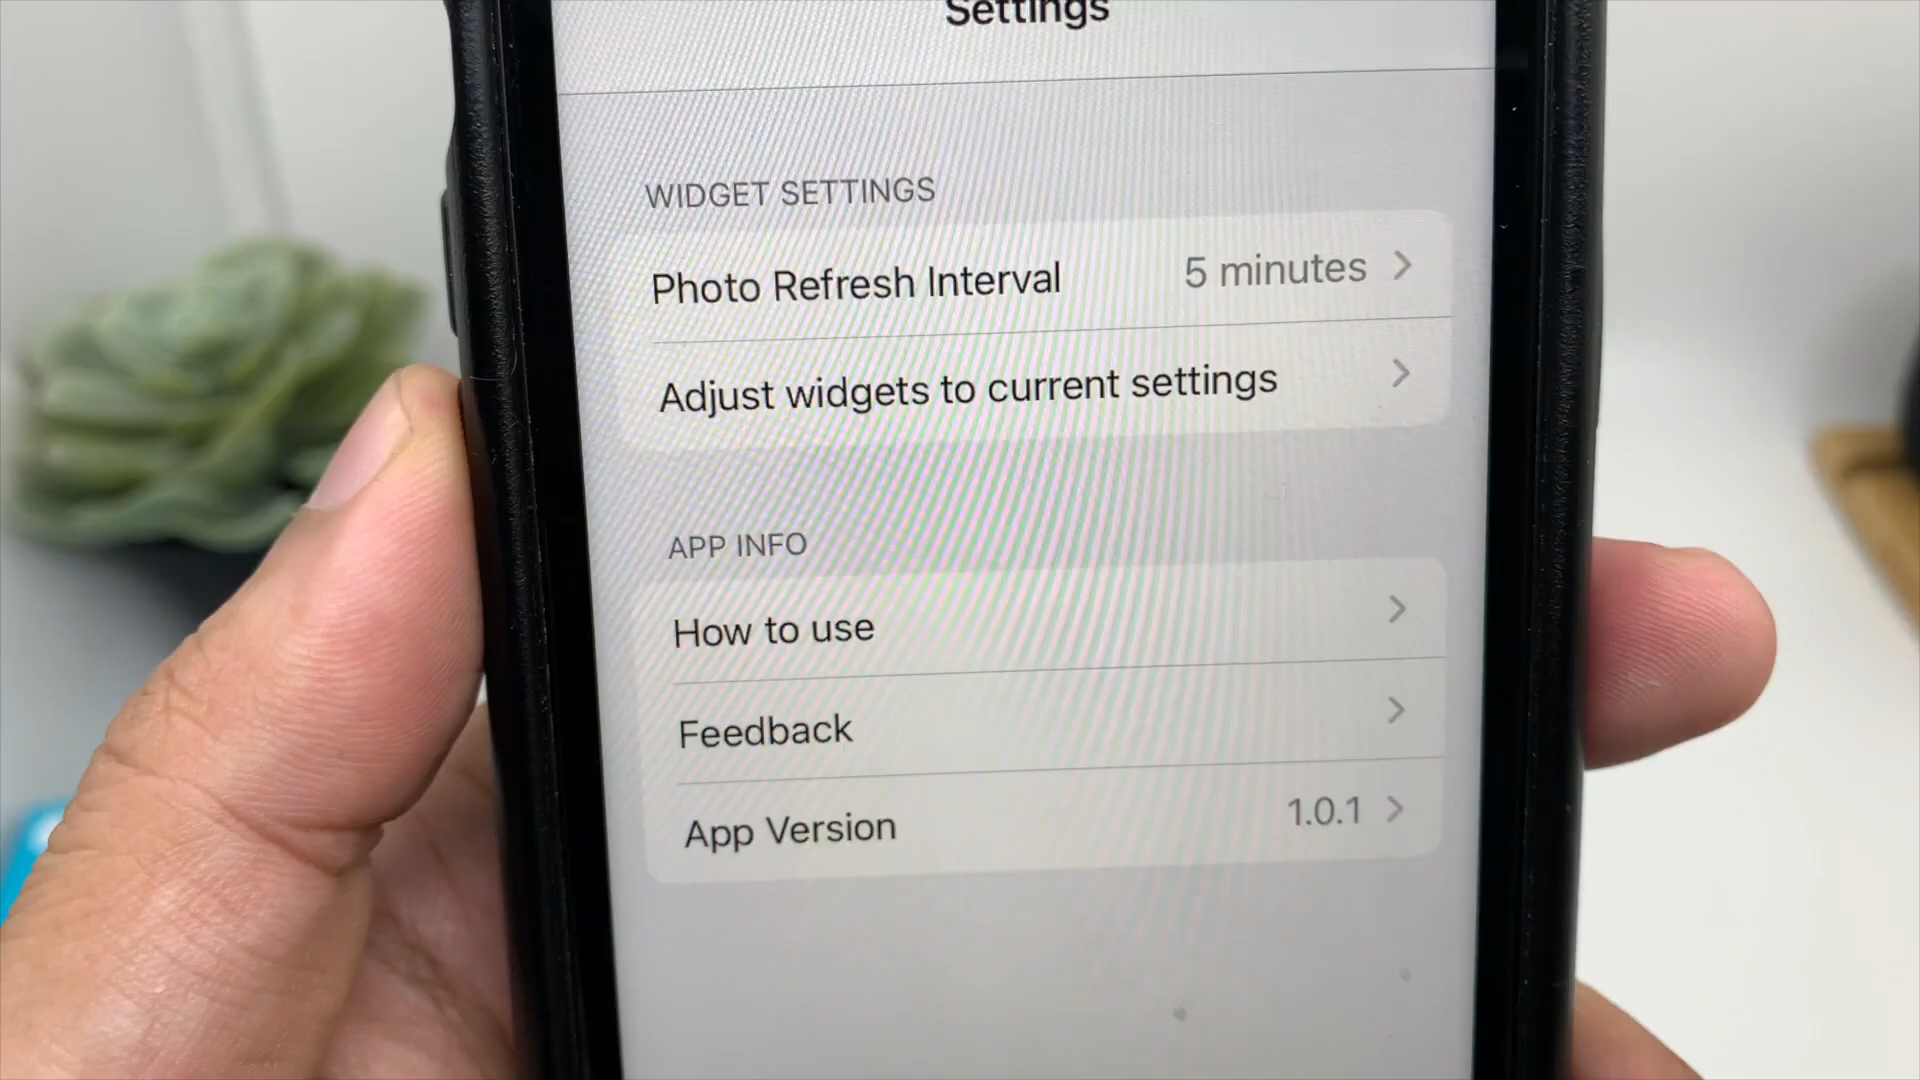 Settings
WIDGET SETTINGS
Photo Refresh Interval 5 minutes
Adjust widgets to current settings
APP INFO
How to use
Feedback
App Version 1.0.1